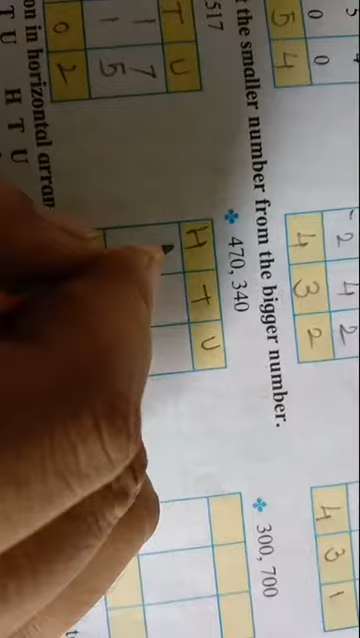 5
0 0
5 4
- 2 4 2
4 3 2
4 3 1
t the smaller number from the bigger number.
517
❖ 470, 340
❖ 300, 700
T U
1 7
1 5
0 2
H T U
on in horizontal arran
T U H T U